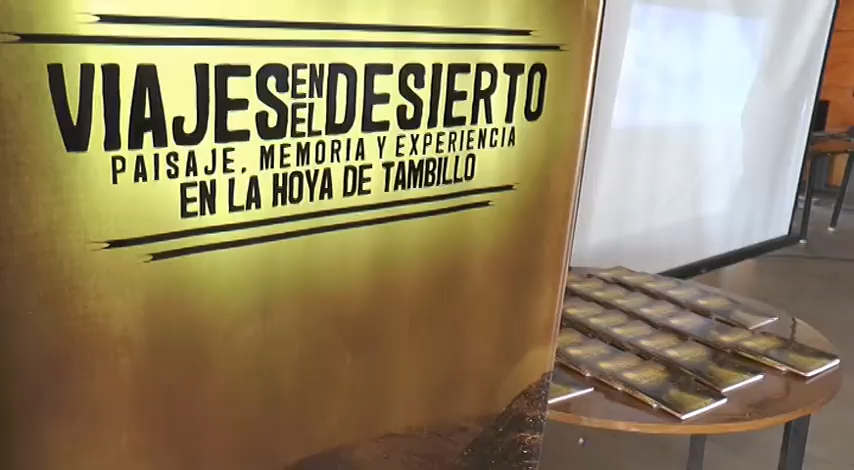 VIAJES EN EL DESIERTO
PAISAJE, MEMORIA Y EXPERIENCIA
EN LA HOYA DE TAMBILLO